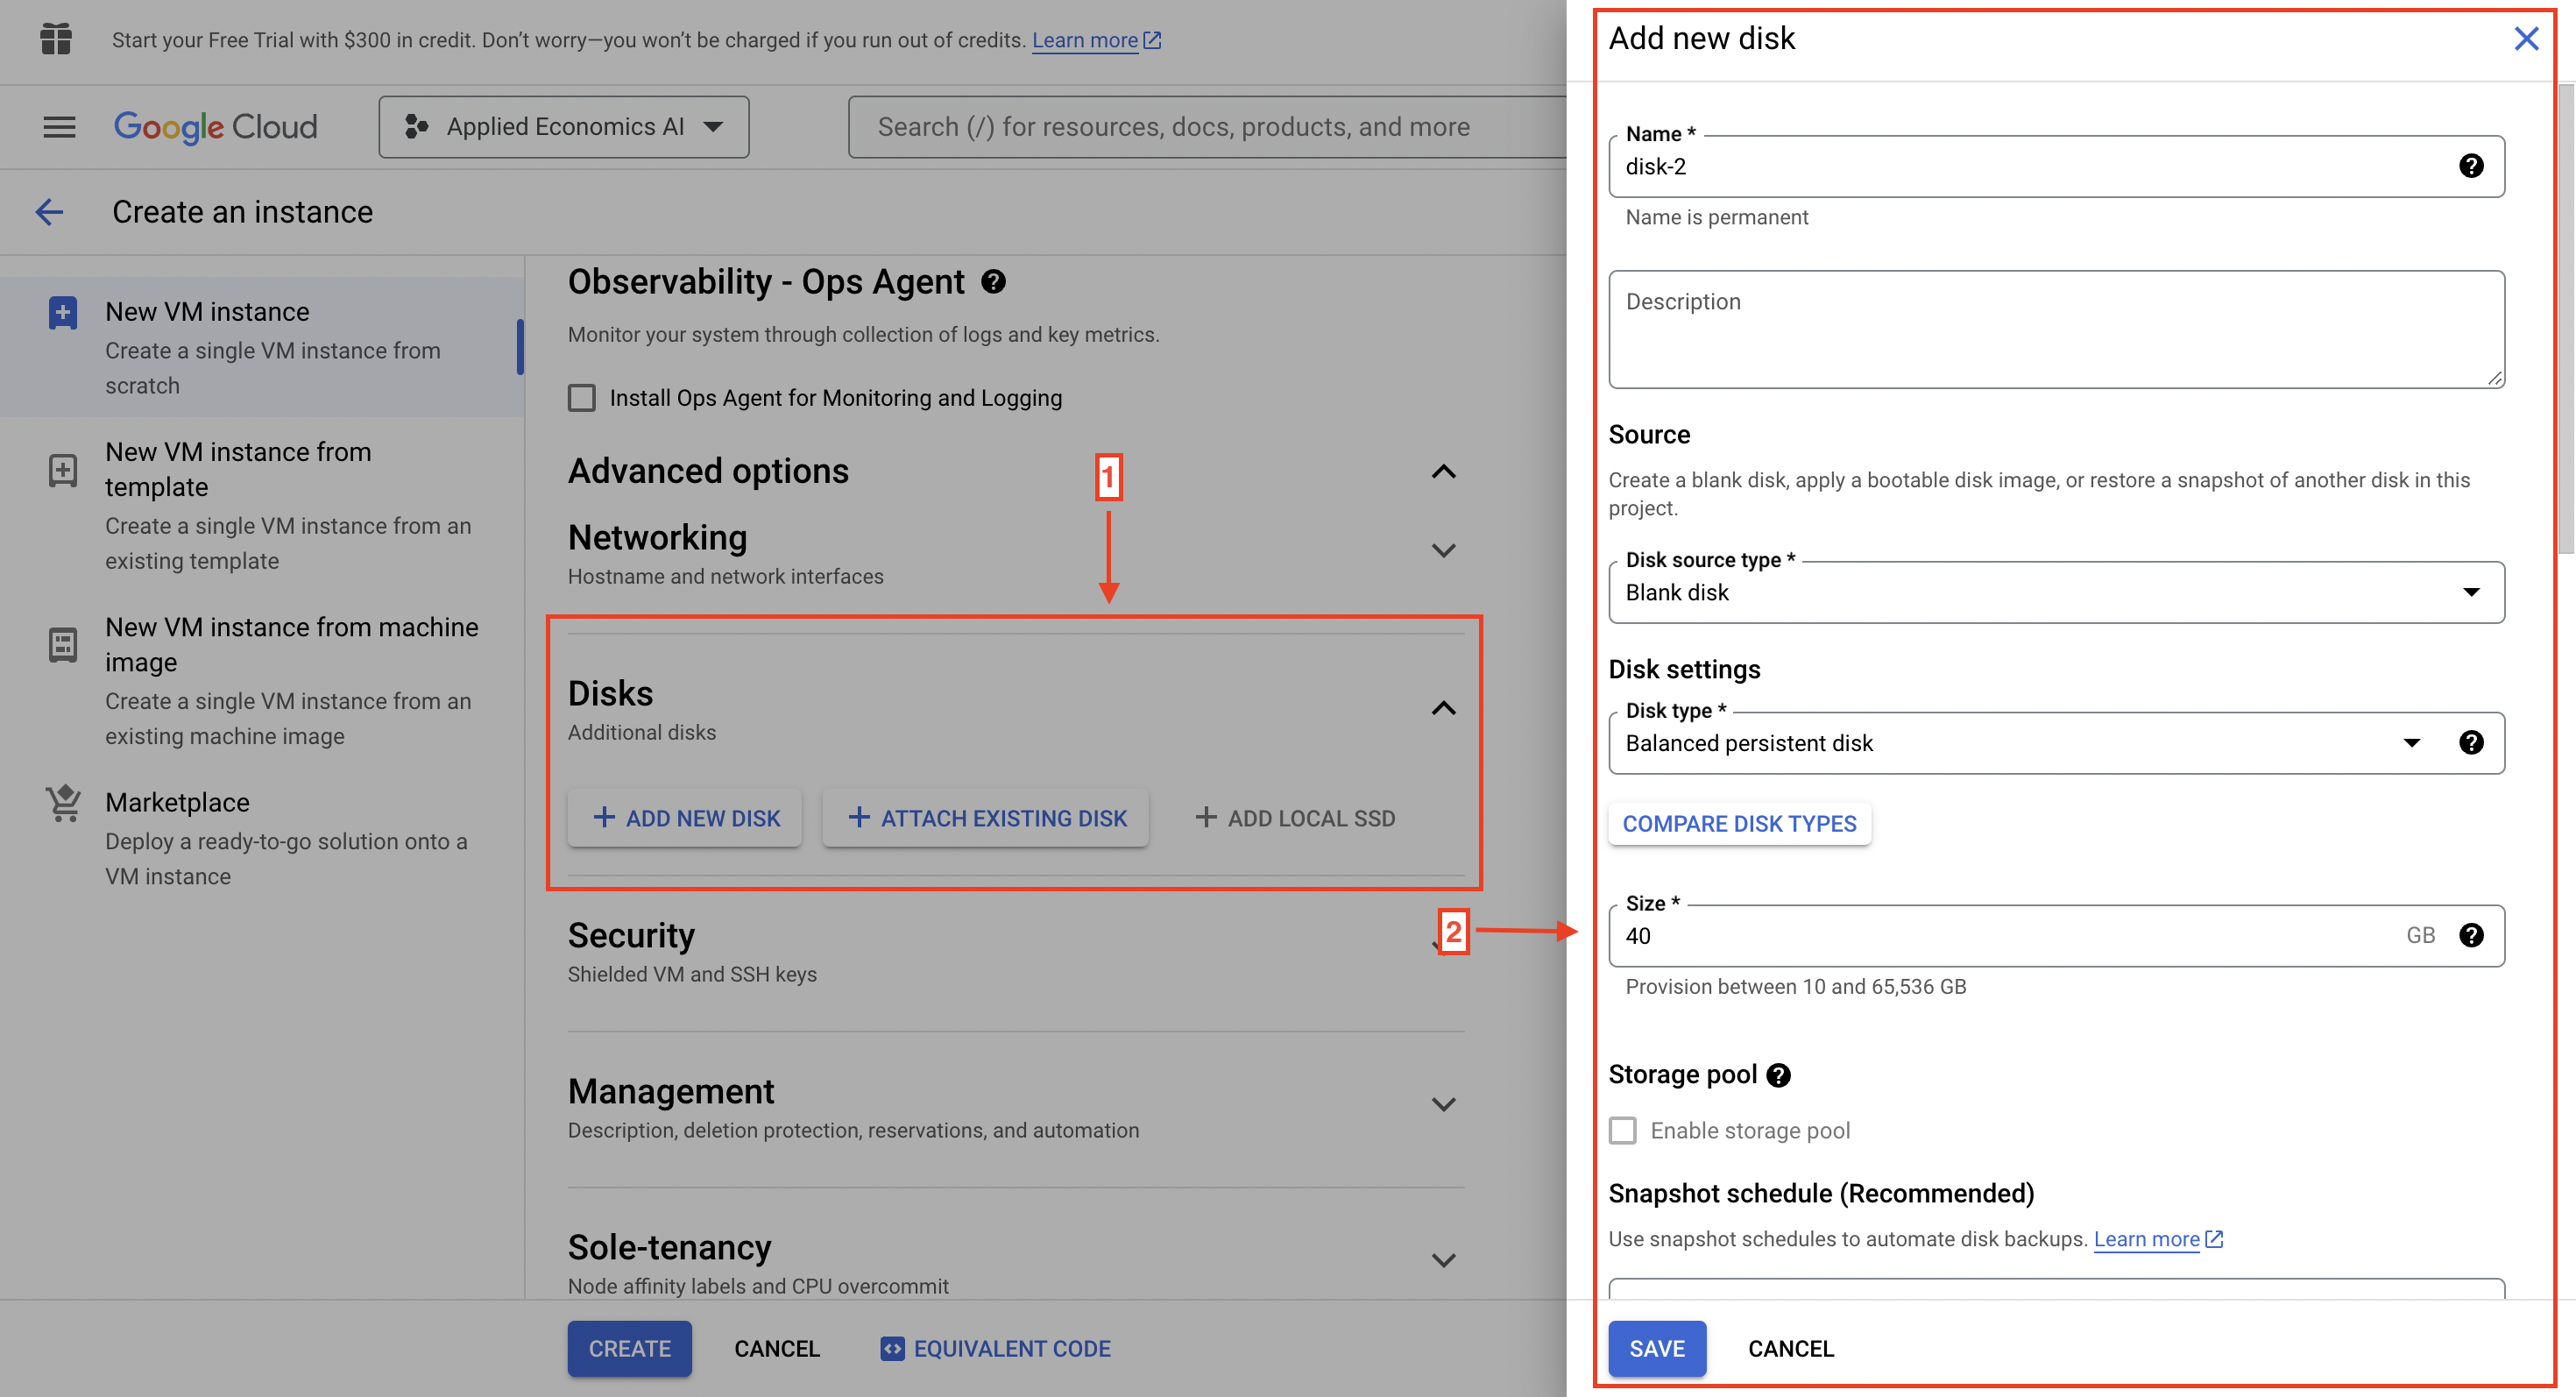 Start your Free Trial with $300 in credit. Don't worry—you won't be charged if you run out of credits. Learn more
Google Cloud
Applied Economics AI
Search (/) for resources, docs, products, and more
Create an instance
New VM instance
Create a single VM instance from
scratch
New VM instance from
template
Create a single VM instance from an
existing template
New VM instance from machine
image
Create a single VM instance from an
existing machine image
Marketplace
Deploy a ready-to-go solution onto a
VM instance
Observability - Ops Agent
Monitor your system through collection of logs and key metrics.
Install Ops Agent for Monitoring and Logging
Advanced options
1
Networking
Hostname and network interfaces
Disks
Additional disks
ADD NEW DISK
ATTACH EXISTING DISK
ADD LOCAL SSD
Security
Shielded VM and SSH keys
2
Management
Description, deletion protection, reservations, and automation
Sole-tenancy
Node affinity labels and CPU overcommit
CREATE
CANCEL
EQUIVALENT CODE
Add new disk
Name *
disk-2
Name is permanent
Description
Source
Create a blank disk, apply a bootable disk image, or restore a snapshot of another disk in this
project.
Disk source type *
Blank disk
Disk settings
Disk type *
Balanced persistent disk
COMPARE DISK TYPES
Size *
40 GB
Provision between 10 and 65,536 GB
Storage pool
Enable storage pool
Snapshot schedule (Recommended)
Use snapshot schedules to automate disk backups. Learn more
SAVE
CANCEL